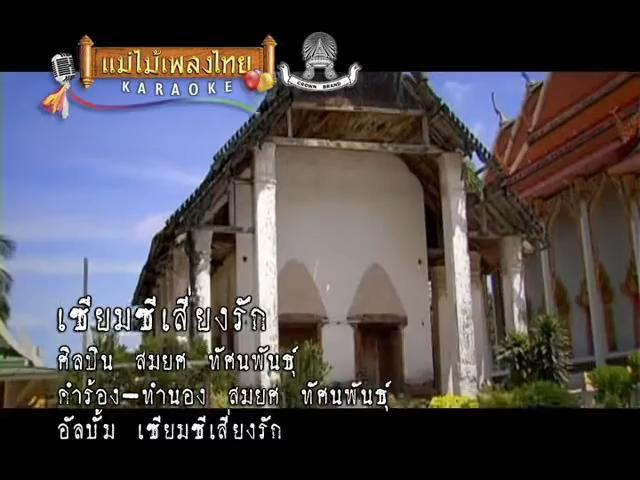 แม่ไม้เพลงไทย
KARAOKE
CROWN BRAND
เซียมซีเสี่ยงรัก
ศิลปิน สมยศ ทัศนพันธุ์
คำร้อง-ทำนอง สมยศ ทัศนพันธุ์
อัลบั้ม เซียมซีเสี่ยงรัก